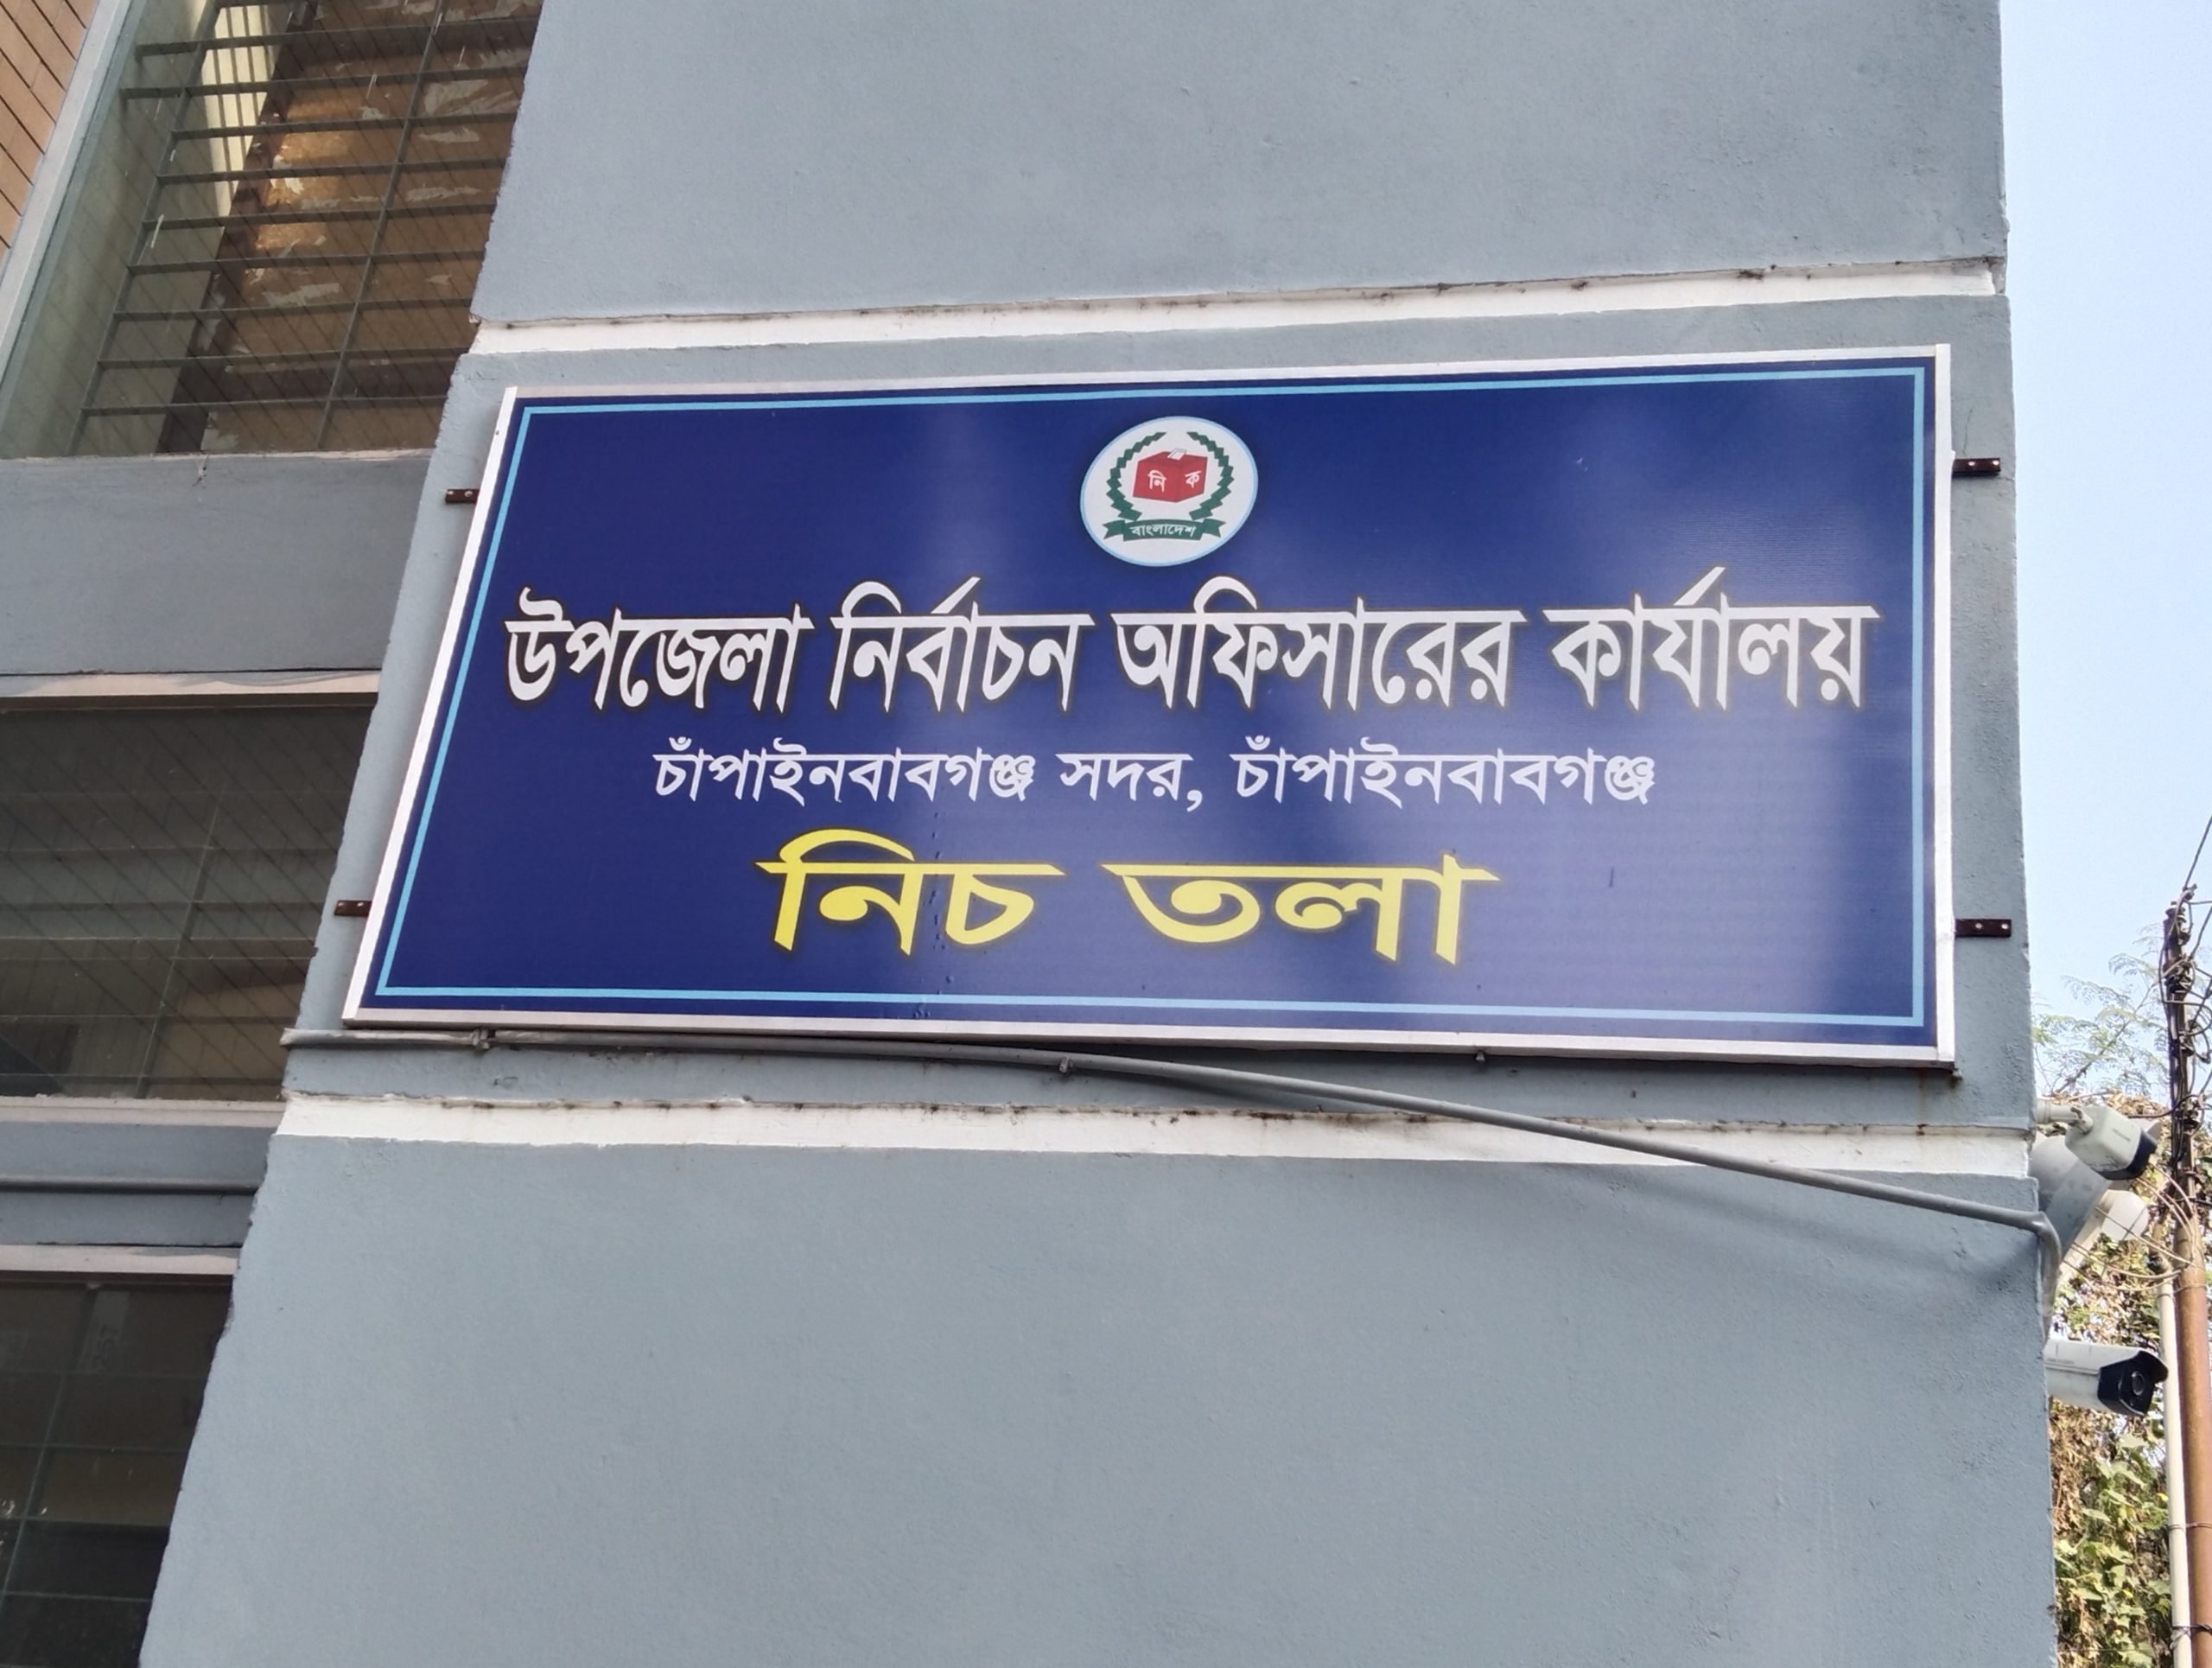 নি ক
বাংলাদেশ
উপজেলা নির্বাচন অফিসারের কার্যালয়
চাঁপাইনবাবগঞ্জ সদর, চাঁপাইনবাবগঞ্জ
নিচ তলা